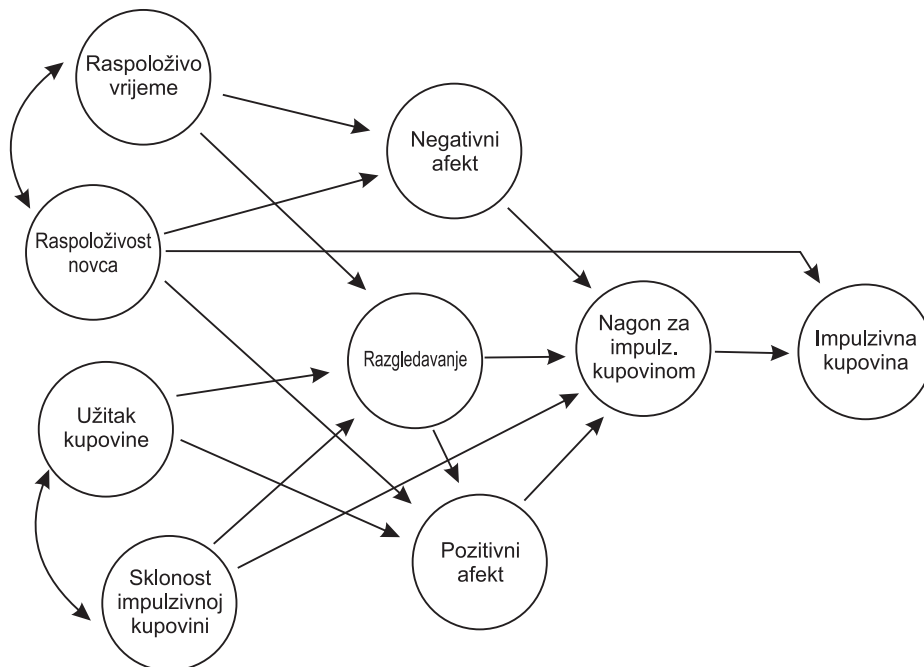 Raspoloživo
vrijeme
Negativni
afekt
Raspoloživost
novca
Nagon za
impulz.
kupovinom
Impulzivna
kupovina
Razgledavanje
Užitak
kupovine
Pozitivni
afekt
Sklonost
impulzivnoj
kupovini